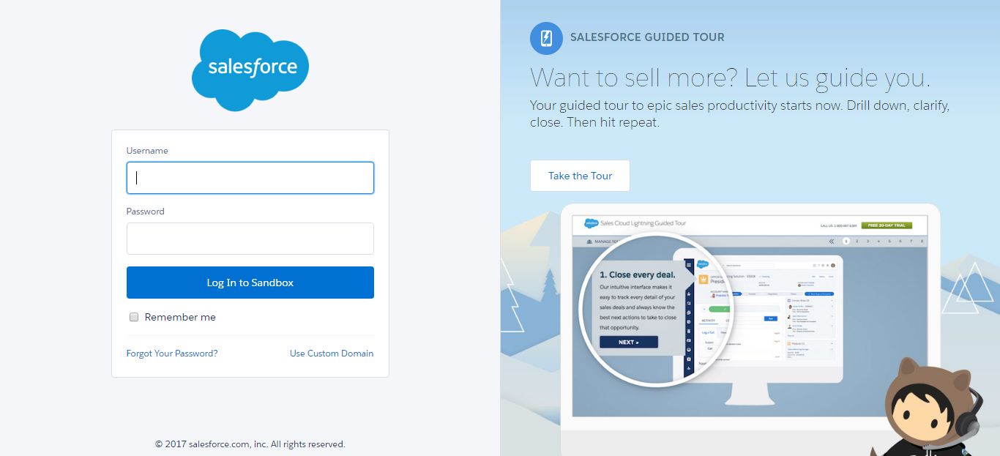 salesforce
Username
Password
Log In to Sandbox
Remember me
Forgot Your Password?
Use Custom Domain
© 2017 salesforce.com, inc. All rights reserved.
SALESFORCE GUIDED TOUR
Want to sell more? Let us guide you.
Your guided tour to epic sales productivity starts now. Drill down, clarify,
close. Then hit repeat.
Take the Tour
salesforce
Sales Cloud Lightning Guided Tour
FREE 30-DAY TRIAL
1 2 3 4 5 6 7 8
1. Close every deal.
Our intuitive interface makes it
easy to track every detail of your
sales deals and always know the
best next actions to take to close
that opportunity.
NEXT »
ACTIVITY
Log a Call